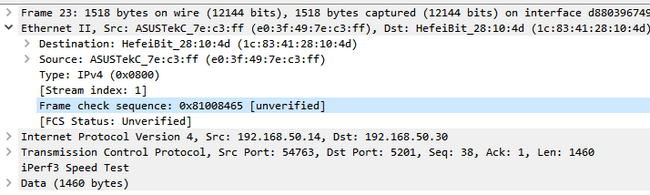 Frame 23: 1518 bytes on wire (12144 bits), 1518 bytes captured (12144 bits) on interface d880396749
Ethernet II, Src: ASUSTekC_7e:c3:ff (e0:3f:49:7e:c3:ff), Dst: HefeiBit_28:10:4d (1c:83:41:28:10:4d)
Destination: HefeiBit_28:10:4d (1c:83:41:28:10:4d)
Source: ASUSTekC_7e:c3:ff (e0:3f:49:7e:c3:ff)
Type: IPv4 (0x0800)
[Stream index: 1]
Frame check sequence: 0x81008465 [unverified]
[FCS Status: Unverified]
Internet Protocol Version 4, Src: 192.168.50.14, Dst: 192.168.50.30
Transmission Control Protocol, Src Port: 54763, Dst Port: 5201, Seq: 38, Ack: 1, Len: 1460
iPerf3 Speed Test
Data (1460 bytes)